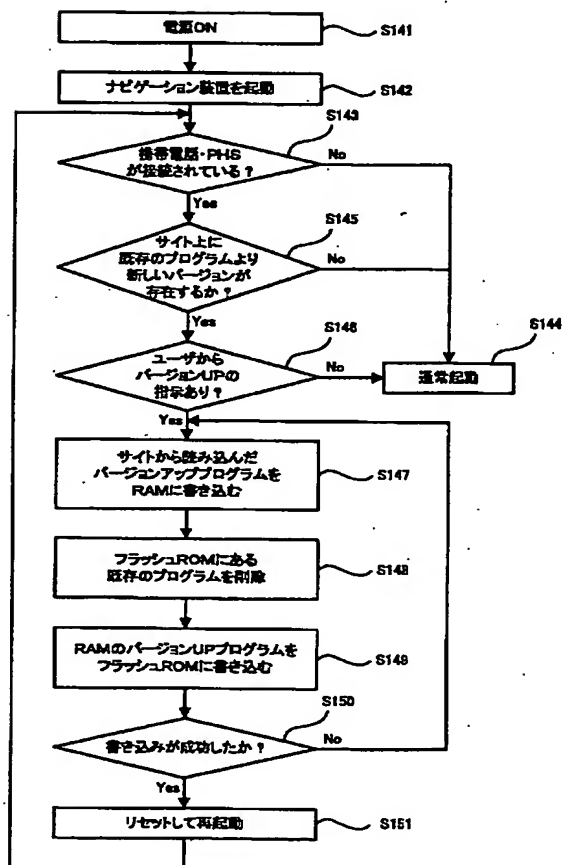 電源ON
S141
ナビゲーション装置を起動
S142
S143
携帯電話・PHS
が接続されている?
No
Yes
S145
サイト上に
既存のプログラムより
新しいバージョンが
存在するか?
No
Yes
S146
ユーザから
バージョンUPの
指示あり?
No
S144
通常起動
Yes
サイトから読み込んだ
バージョンアッププログラムを
RAMに書き込む
S147
フラッシュROMにある
既存のプログラムを削除
S148
RAMのバージョンUPプログラムを
フラッシュROMに書き込む
S149
S150
書き込みが成功したか?
No
Yes
リセットして再起動
S151